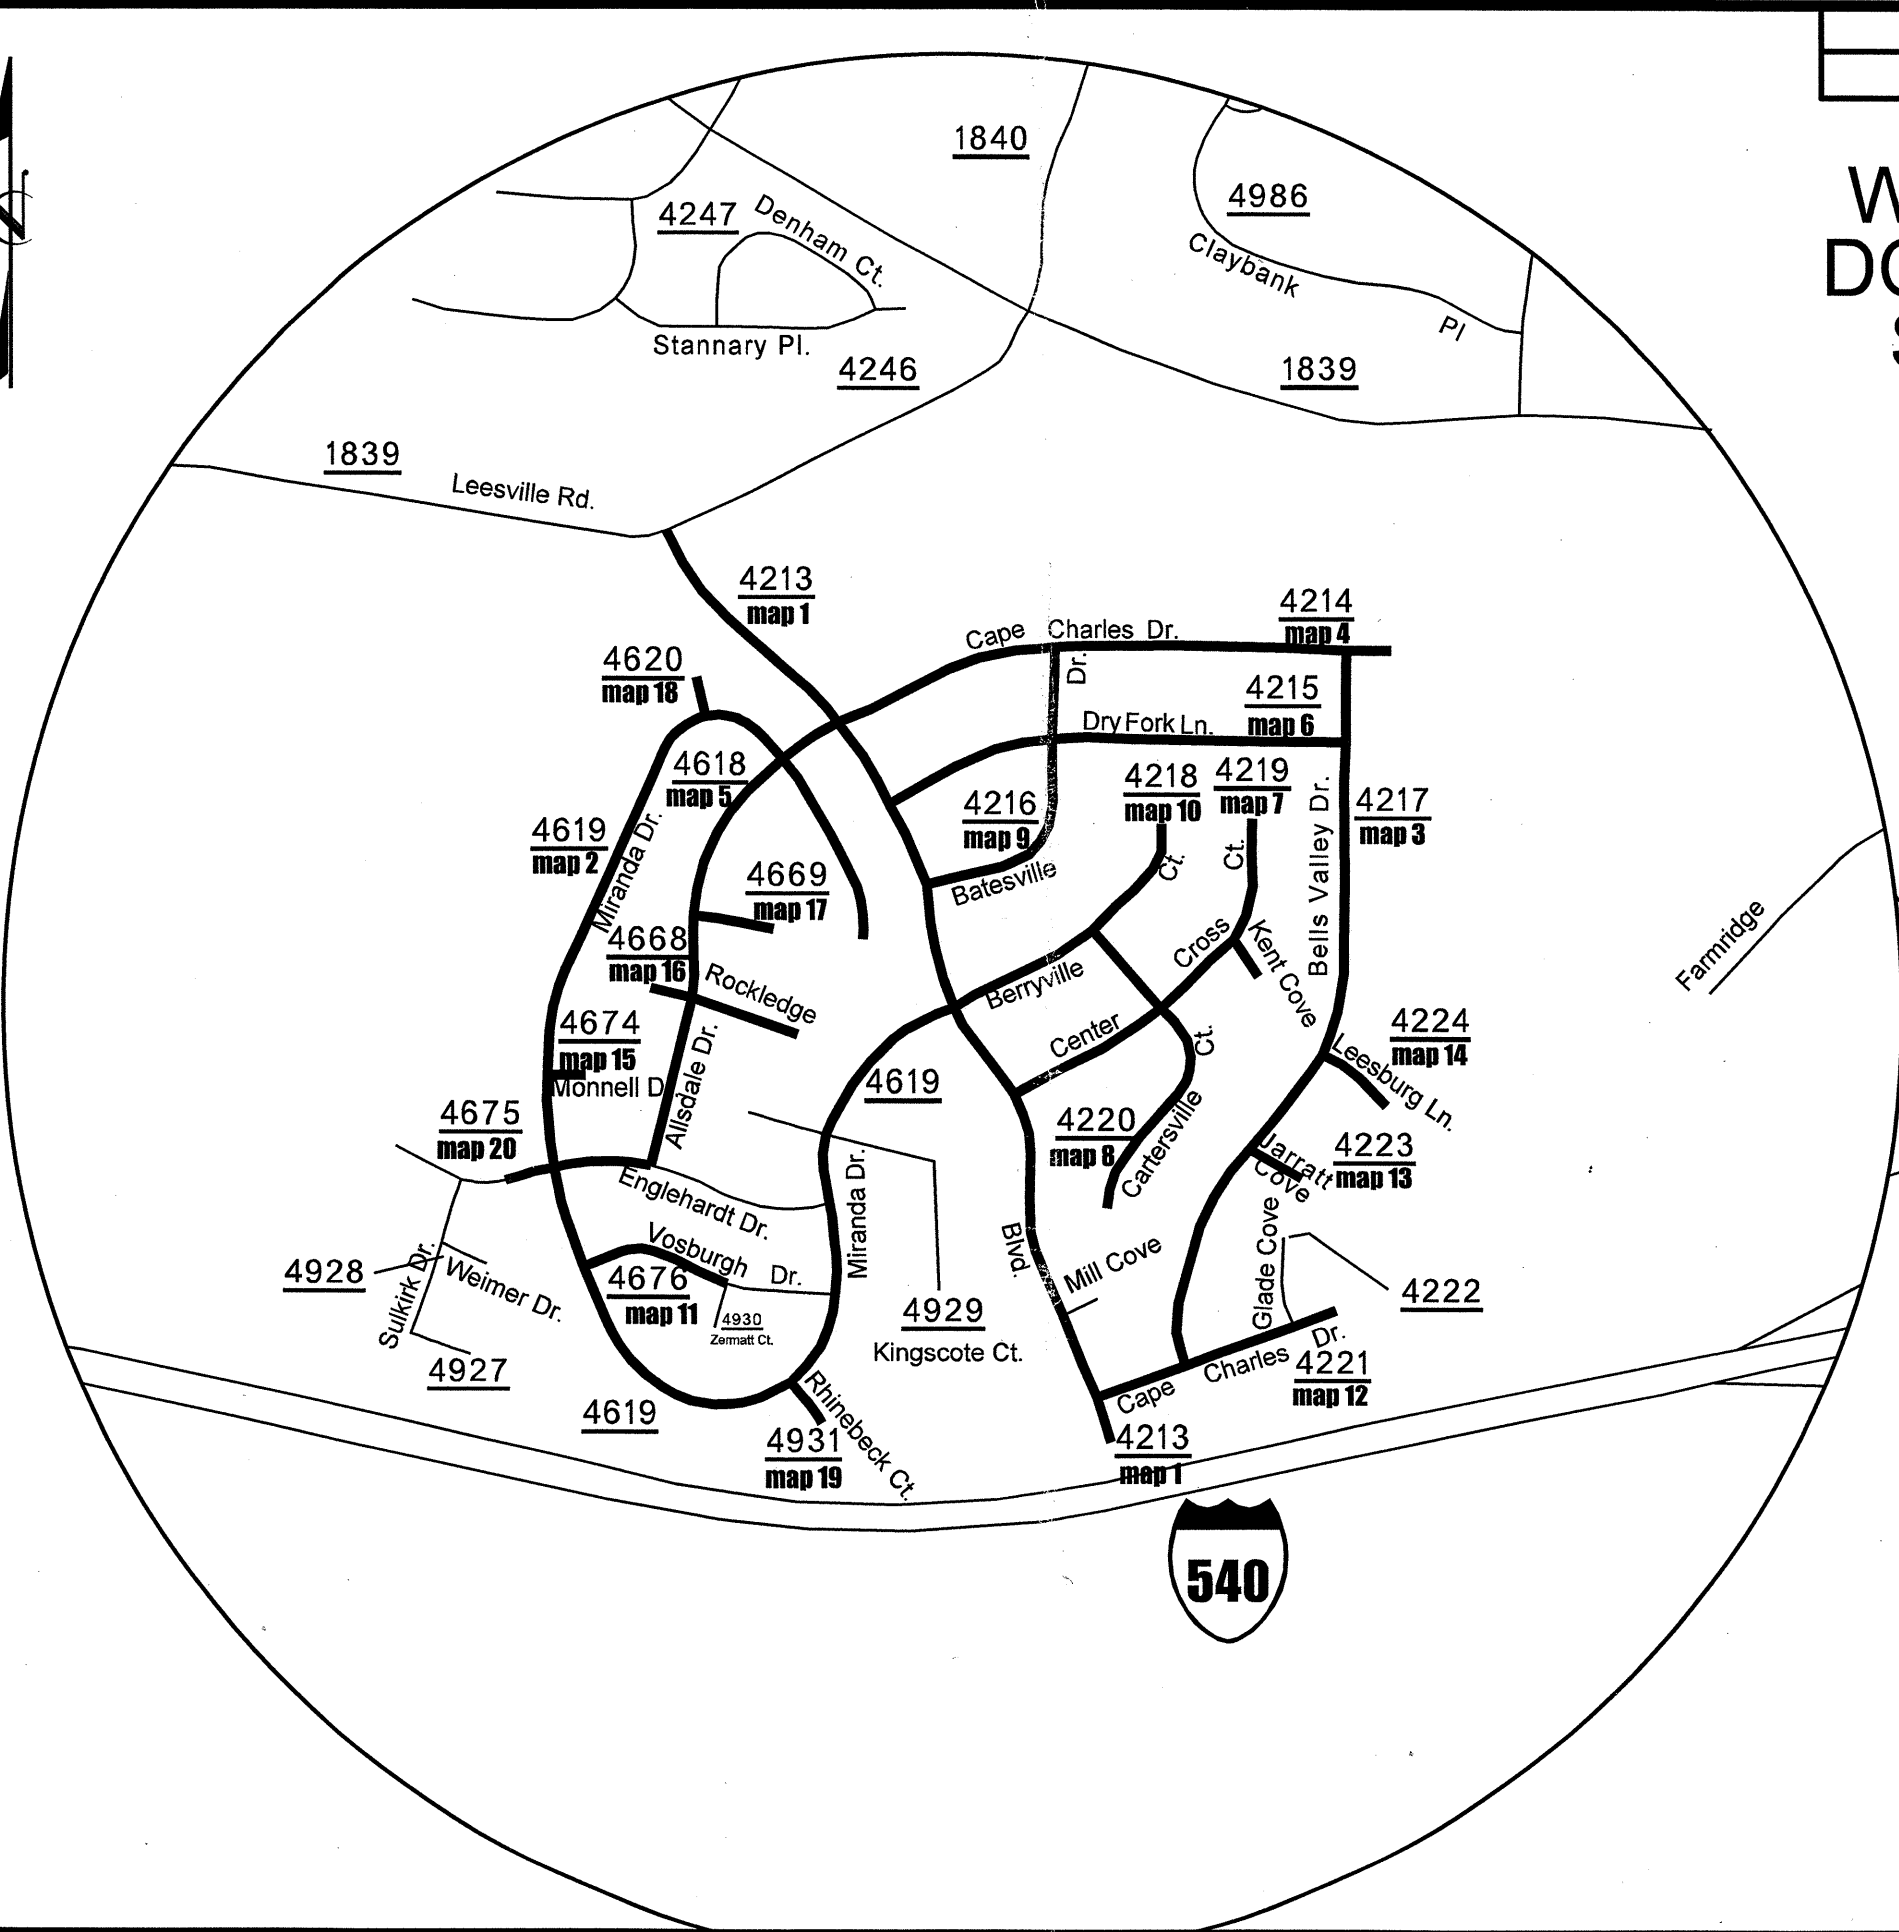 1840
4986
4247
Denham Ct.
Claybank
Pl
Stannary Pl.
4246
1839
1839
Leesville Rd.
4213
map 1
4214
map 4
Cape Charles Dr.
4620
map 18
Dr.
4215
map 6
Dry Fork Ln.
4618
map 5
4218
map 10
4219
map 7
4216
map 9
4217
map 3
4619
map 2
Miranda Dr.
Ct.
Ct.
Bells Valley Dr.
Batesville
4669
map 17
Farmridge
4668
map 16
Cross
Kent Cove
Rockledge
Berryville
4674
map 15
Monnell D
Allsdale Dr.
Center
Ct.
4224
map 14
Leesburg Ln.
4619
4675
map 20
4220
map 8
Cartersville
4223
map 13
Jarratt
Cove
Englehardt Dr.
Miranda Dr.
Glade Cove
Blvd.
Mill Cove
Vosburgh Dr.
4928
Sulkirk Dr.
Weimer Dr.
4676
map 11
4930
Zermatt Ct.
4929
Kingscote Ct.
4222
4927
Cape Charles Dr.
4221
map 12
4619
Rhinebeck Ct.
4931
map 19
4213
map 1
540